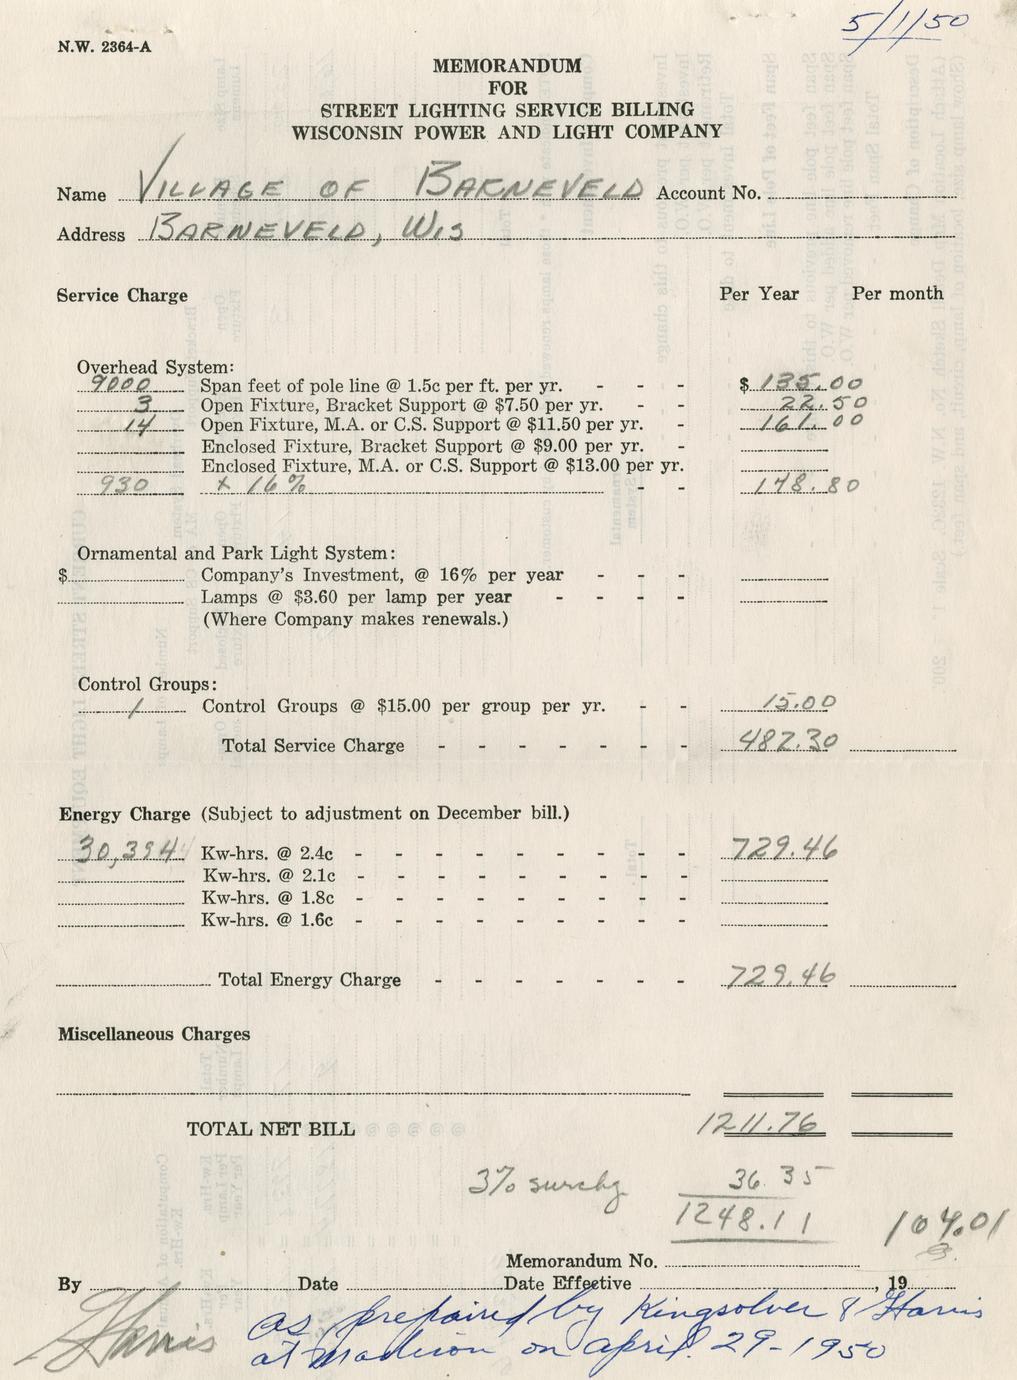 5/1/50
N.W. 2364-A
MEMORANDUM
FOR
STREET LIGHTING SERVICE BILLING
WISCONSIN POWER AND LIGHT COMPANY
Name VILLAGE OF BARNEVELD Account No.
Address BARNEVELD, WIS
Service Charge Per Year Per month
Overhead System:
9000 Span feet of pole line @ 1.5c per ft. per yr. - - - $ 135.00
3 Open Fixture, Bracket Support @ $7.50 per yr. - - 22.50
14 Open Fixture, M.A. or C.S. Support @ $11.50 per yr. - 161.00
Enclosed Fixture, Bracket Support @ $9.00 per yr. -
Enclosed Fixture, M.A. or C.S. Support @ $13.00 per yr.
930 x 16% - - 148.80
Ornamental and Park Light System:
$ Company's Investment, @ 16% per year - - -
Lamps @ $3.60 per lamp per year - - - -
(Where Company makes renewals.)
Control Groups:
1 Control Groups @ $15.00 per group per yr. - - 15.00
Total Service Charge - - - - - - - 482.30
Energy Charge (Subject to adjustment on December bill.)
30,394 Kw-hrs. @ 2.4c - - - - - - - - - 729.46
Kw-hrs. @ 2.1c - - - - - - - - -
Kw-hrs. @ 1.8c - - - - - - - - -
Kw-hrs. @ 1.6c - - - - - - - - -
Total Energy Charge - - - - - - - 729.46
Miscellaneous Charges
TOTAL NET BILL 1211.76
3% surchg 36.35
1248.11 104.01
Memorandum No.
By Date Date Effective , 19
Harris as prepaired by Kingsolver & Harris
at Madison on April. 29-1950